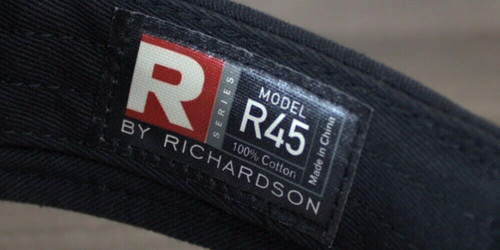 R
SERIES
MODEL
R45
100% Cotton
Made in China
BY RICHARDSON